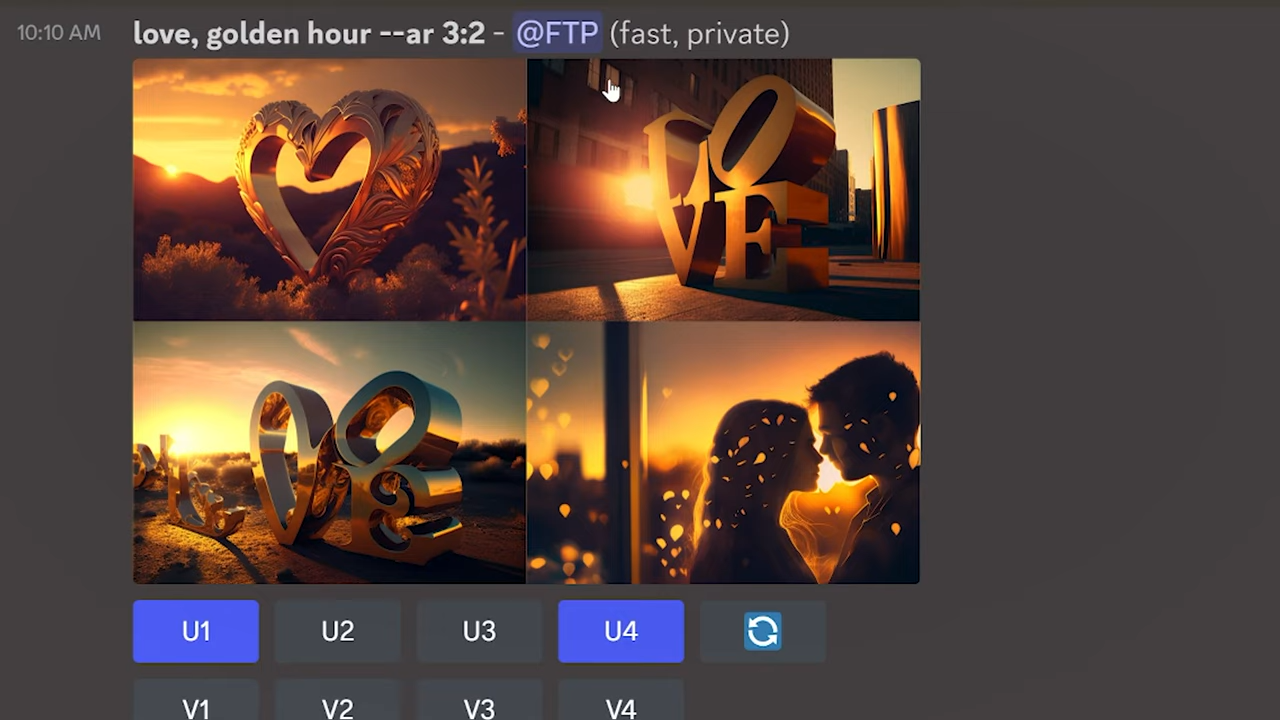 10:10 AM love, golden hour --ar 3:2 - @FTP (fast, private)
LOVE
U1 U2 U3 U4
V1 V2 V3 V4